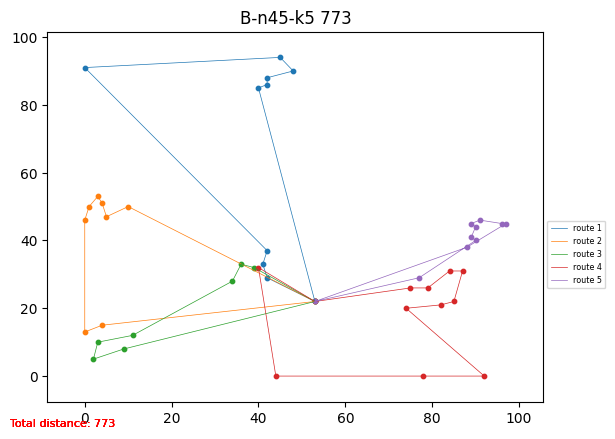 B-n45-k5 773
100
80
60
40
20
0
0 20 40 60 80 100
route 1
route 2
route 3
route 4
route 5
Total distance: 773